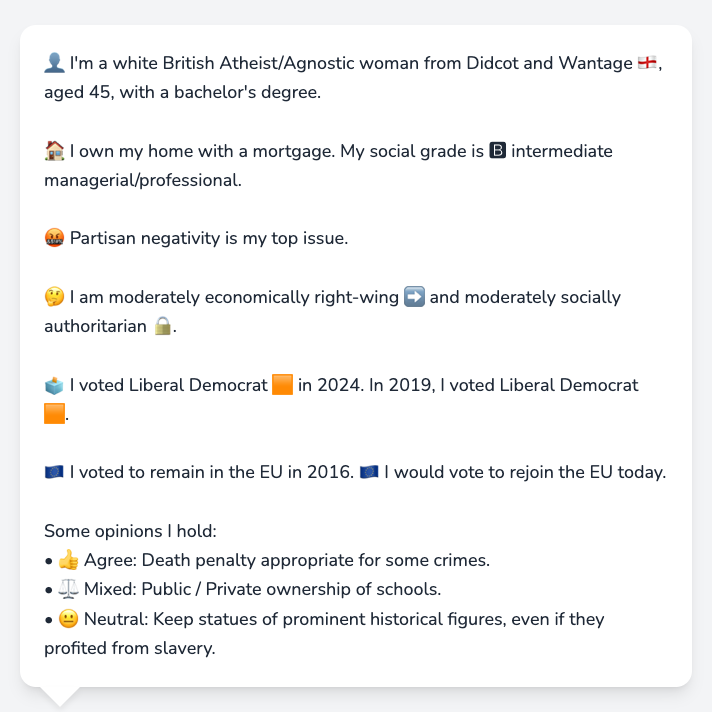 👤 I'm a white British Atheist/Agnostic woman from Didcot and Wantage 🏴󠁧󠁢󠁥󠁮󠁧󠁿,
aged 45, with a bachelor's degree.
🏠 I own my home with a mortgage. My social grade is 🅱 intermediate
managerial/professional.
🤬 Partisan negativity is my top issue.
🤔 I am moderately economically right-wing ➡️ and moderately socially
authoritarian 🔒.
🗳️ I voted Liberal Democrat 🟧 in 2024. In 2019, I voted Liberal Democrat
🟧.
🇪🇺 I voted to remain in the EU in 2016. 🇪🇺 I would vote to rejoin the EU today.
Some opinions I hold:
• 👍 Agree: Death penalty appropriate for some crimes.
• ⚖️ Mixed: Public / Private ownership of schools.
• 😐 Neutral: Keep statues of prominent historical figures, even if they
profited from slavery.